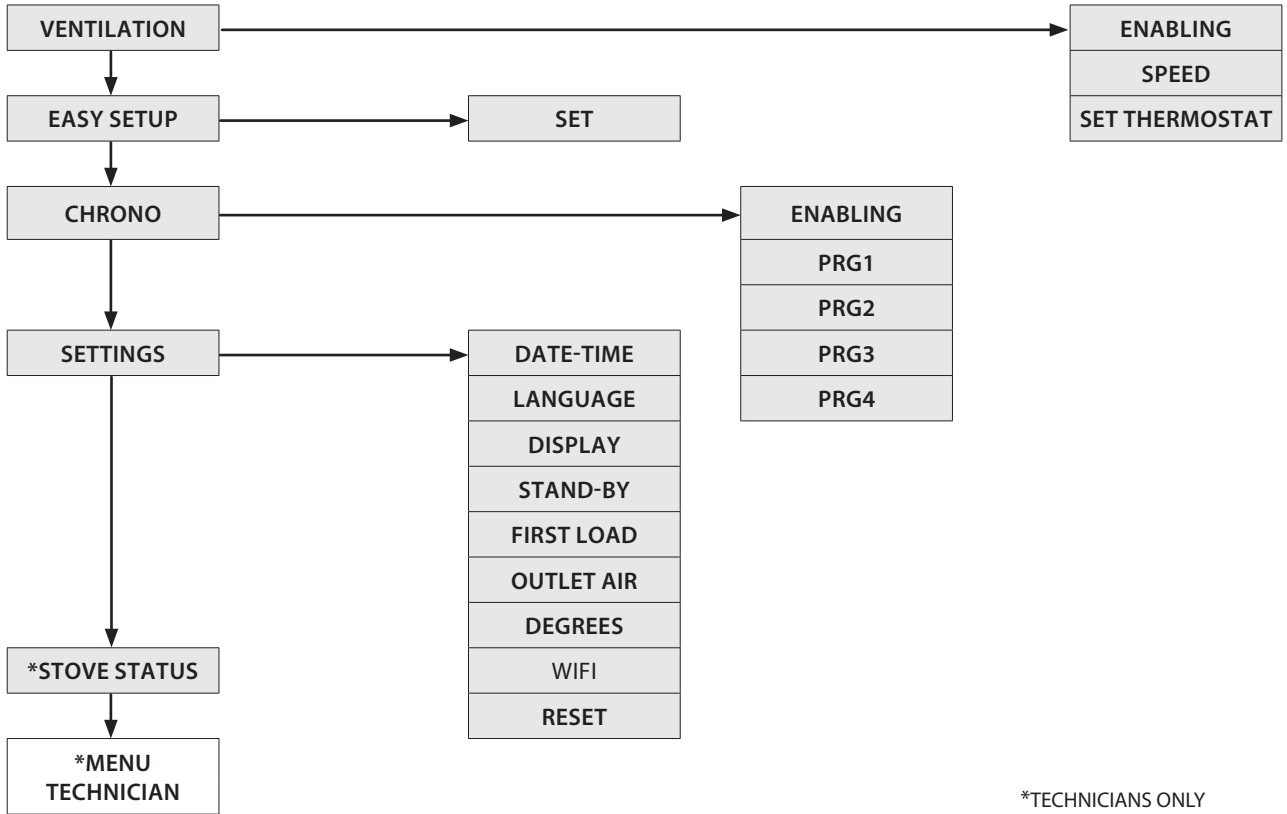 VENTILATION
ENABLING
SPEED
SET THERMOSTAT
EASY SETUP
SET
CHRONO
ENABLING
PRG1
PRG2
PRG3
PRG4
SETTINGS
DATE-TIME
LANGUAGE
DISPLAY
STAND-BY
FIRST LOAD
OUTLET AIR
DEGREES
WIFI
RESET
*STOVE STATUS
*MENU
TECHNICIAN
*TECHNICIANS ONLY